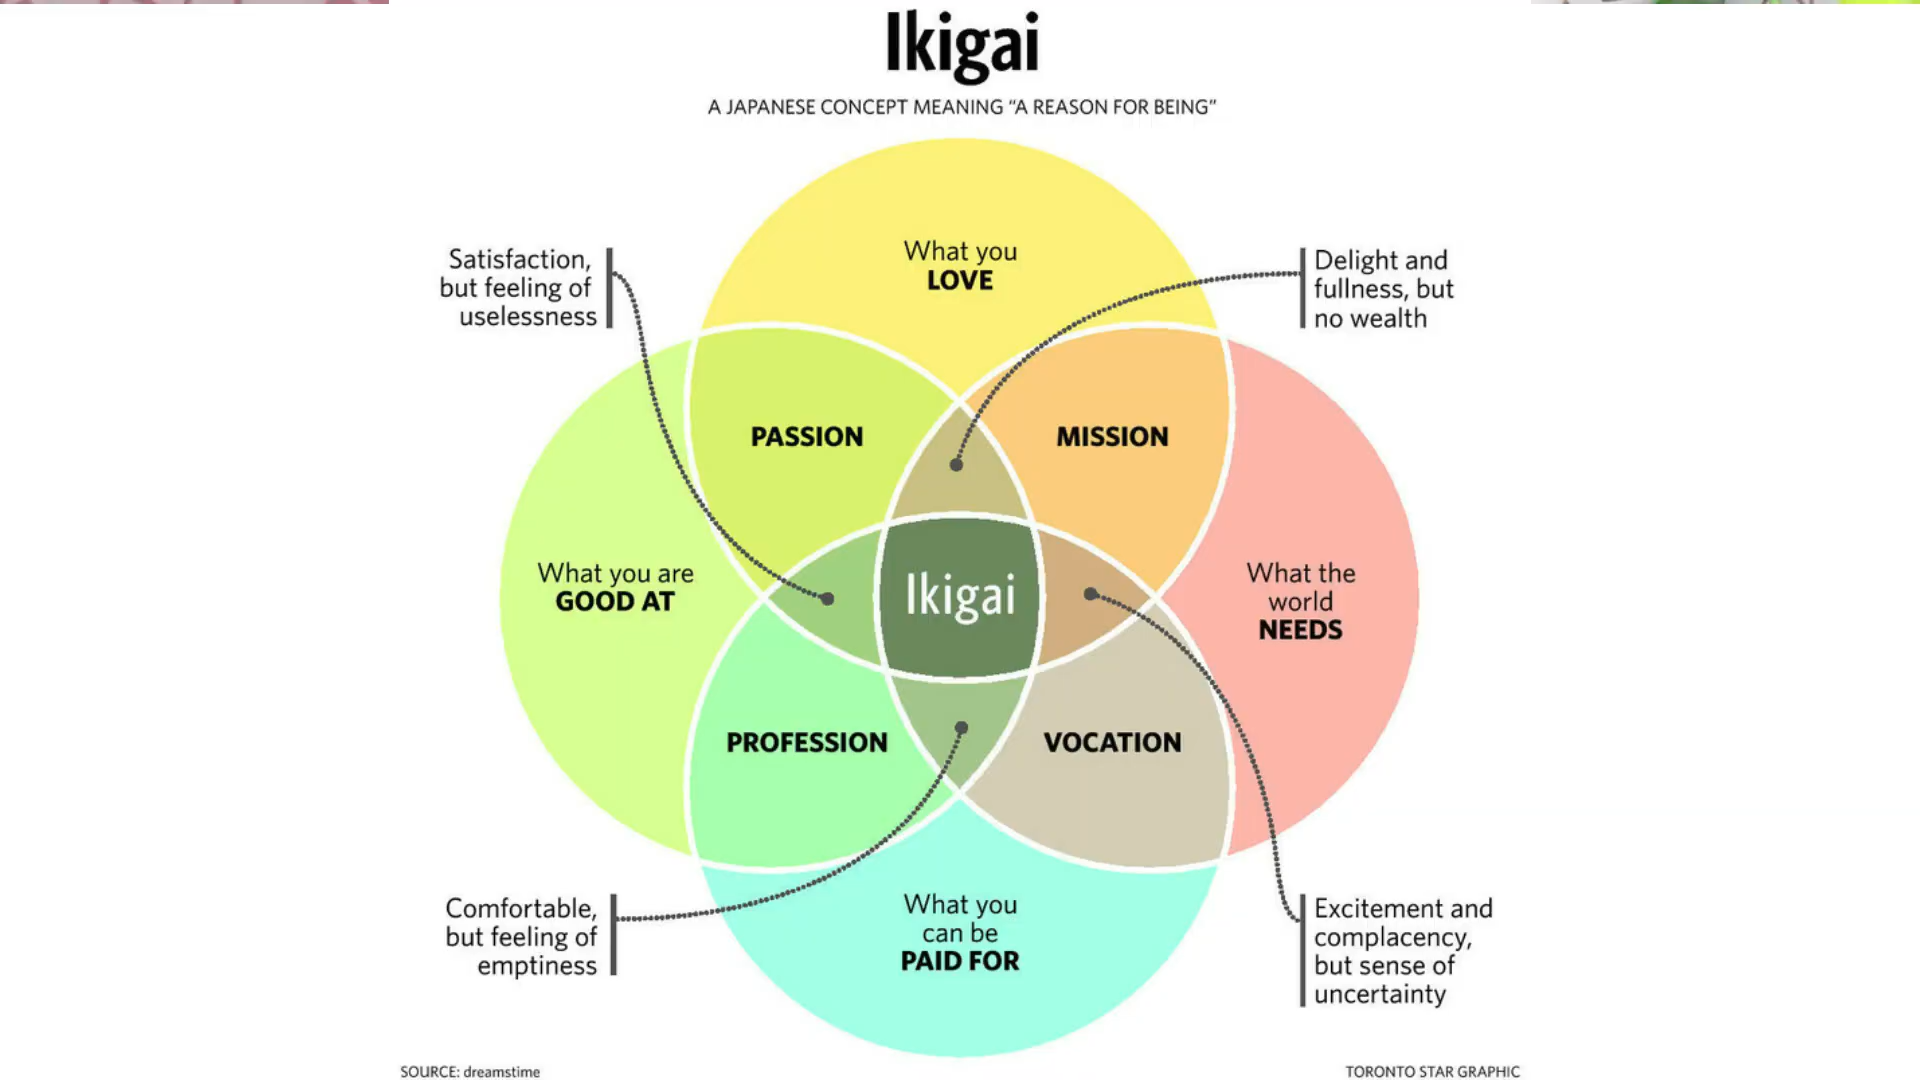 Ikigai
A JAPANESE CONCEPT MEANING “A REASON FOR BEING”
What you
LOVE
Satisfaction,
but feeling of
uselessness
Delight and
fullness, but
no wealth
PASSION
MISSION
What you are
GOOD AT
Ikigai
What the
world
NEEDS
PROFESSION
VOCATION
What you
can be
PAID FOR
Comfortable,
but feeling of
emptiness
Excitement and
complacency,
but sense of
uncertainty
SOURCE: dreamstime
TORONTO STAR GRAPHIC